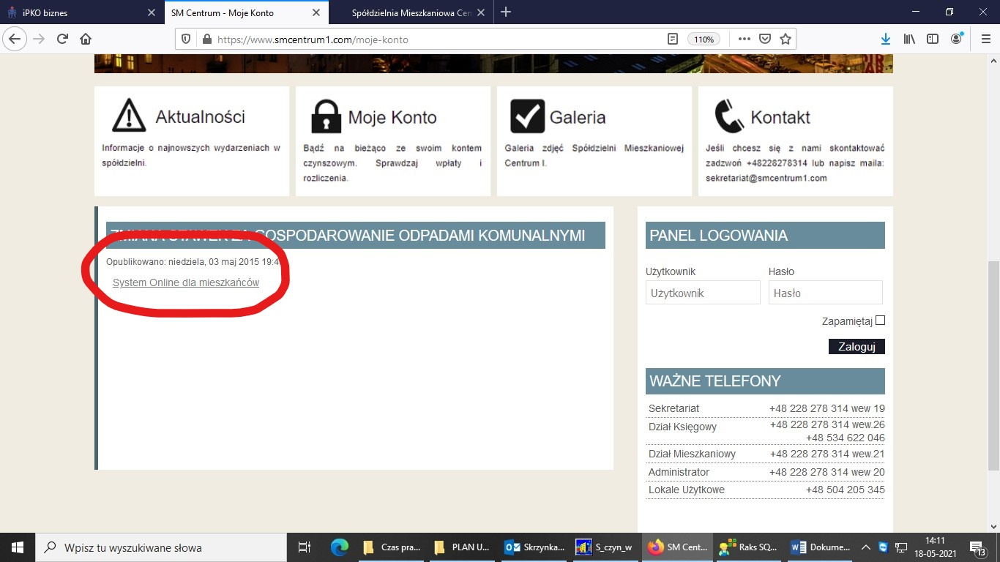 iPKO biznes
SM Centrum - Moje Konto
Spółdzielnia Mieszkaniowa Cen
https://www.smcentrum1.com/moje-konto
110%
Aktualności
Informacje o najnowszych wydarzeniach w
spółdzielni.
Moje Konto
Bądź na bieżąco ze swoim kontem
czynszowym. Sprawdzaj wpłaty i
rozliczenia.
Galeria
Galeria zdjęć Spółdzielni Mieszkaniowej
Centrum I.
Kontakt
Jeśli chcesz się z nami skontaktować
zadzwoń +48228278314 lub napisz maila:
sekretariat@smcentrum1.com
ZMIANA STAWEK ZA GOSPODAROWANIE ODPADAMI KOMUNALNYMI
Opublikowano: niedziela, 03 maj 2015 19:4
System Online dla mieszkańców
PANEL LOGOWANIA
Użytkownik Hasło
Użytkownik Hasło
Zapamiętaj
Zaloguj
WAŻNE TELEFONY
Sekretariat +48 228 278 314 wew 19
Dział Księgowy +48 228 278 314 wew.26
+48 534 622 046
Dział Mieszkaniowy +48 228 278 314 wew.21
Administrator +48 228 278 314 wew 20
Lokale Użytkowe +48 504 205 345
Wpisz tu wyszukiwane słowa
Czas pra...
PLAN U...
Skrzynka...
S_czyn_w
SM Cent...
Raks SQ...
Dokume...
14:11
18-05-2021
13